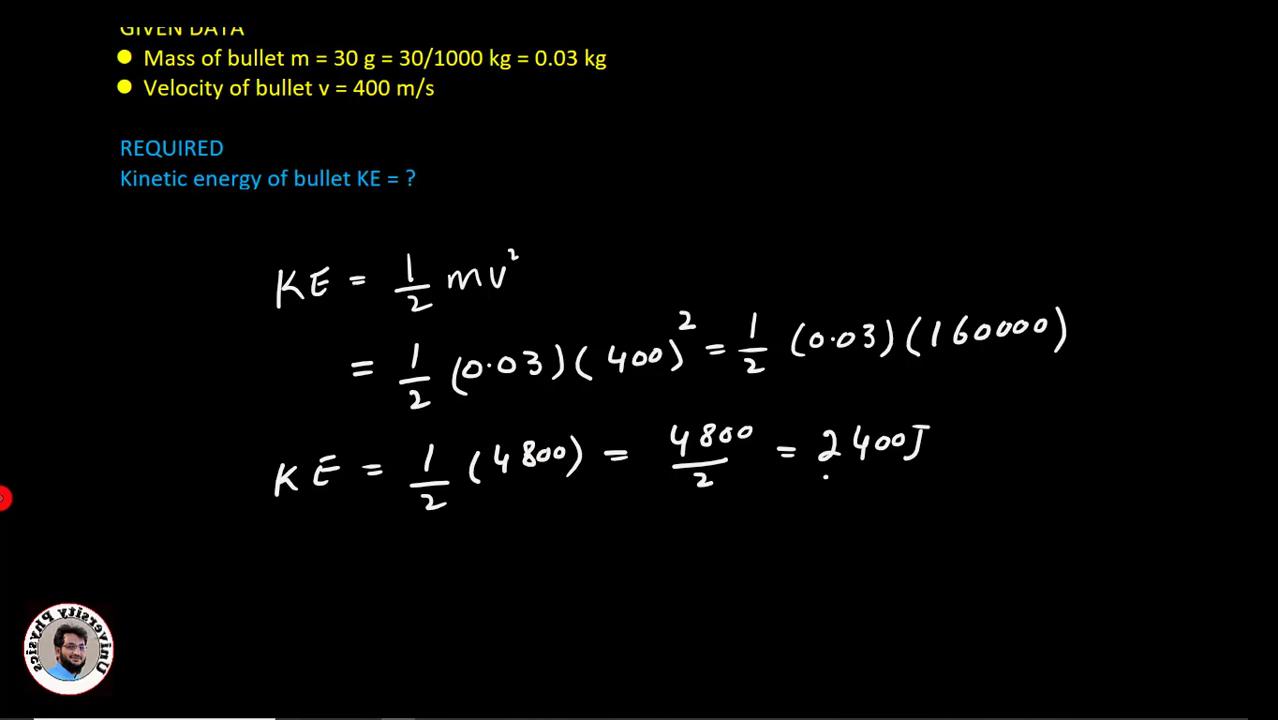 GIVEN DATA
● Mass of bullet m = 30 g = 30/1000 kg = 0.03 kg
● Velocity of bullet v = 400 m/s
REQUIRED
Kinetic energy of bullet KE = ?
KE = 1/2 mv²
= 1/2 (0.03)(400)² = 1/2 (0.03)(160000)
KE = 1/2 (4800) = 4800/2 = 2400J
University Physics